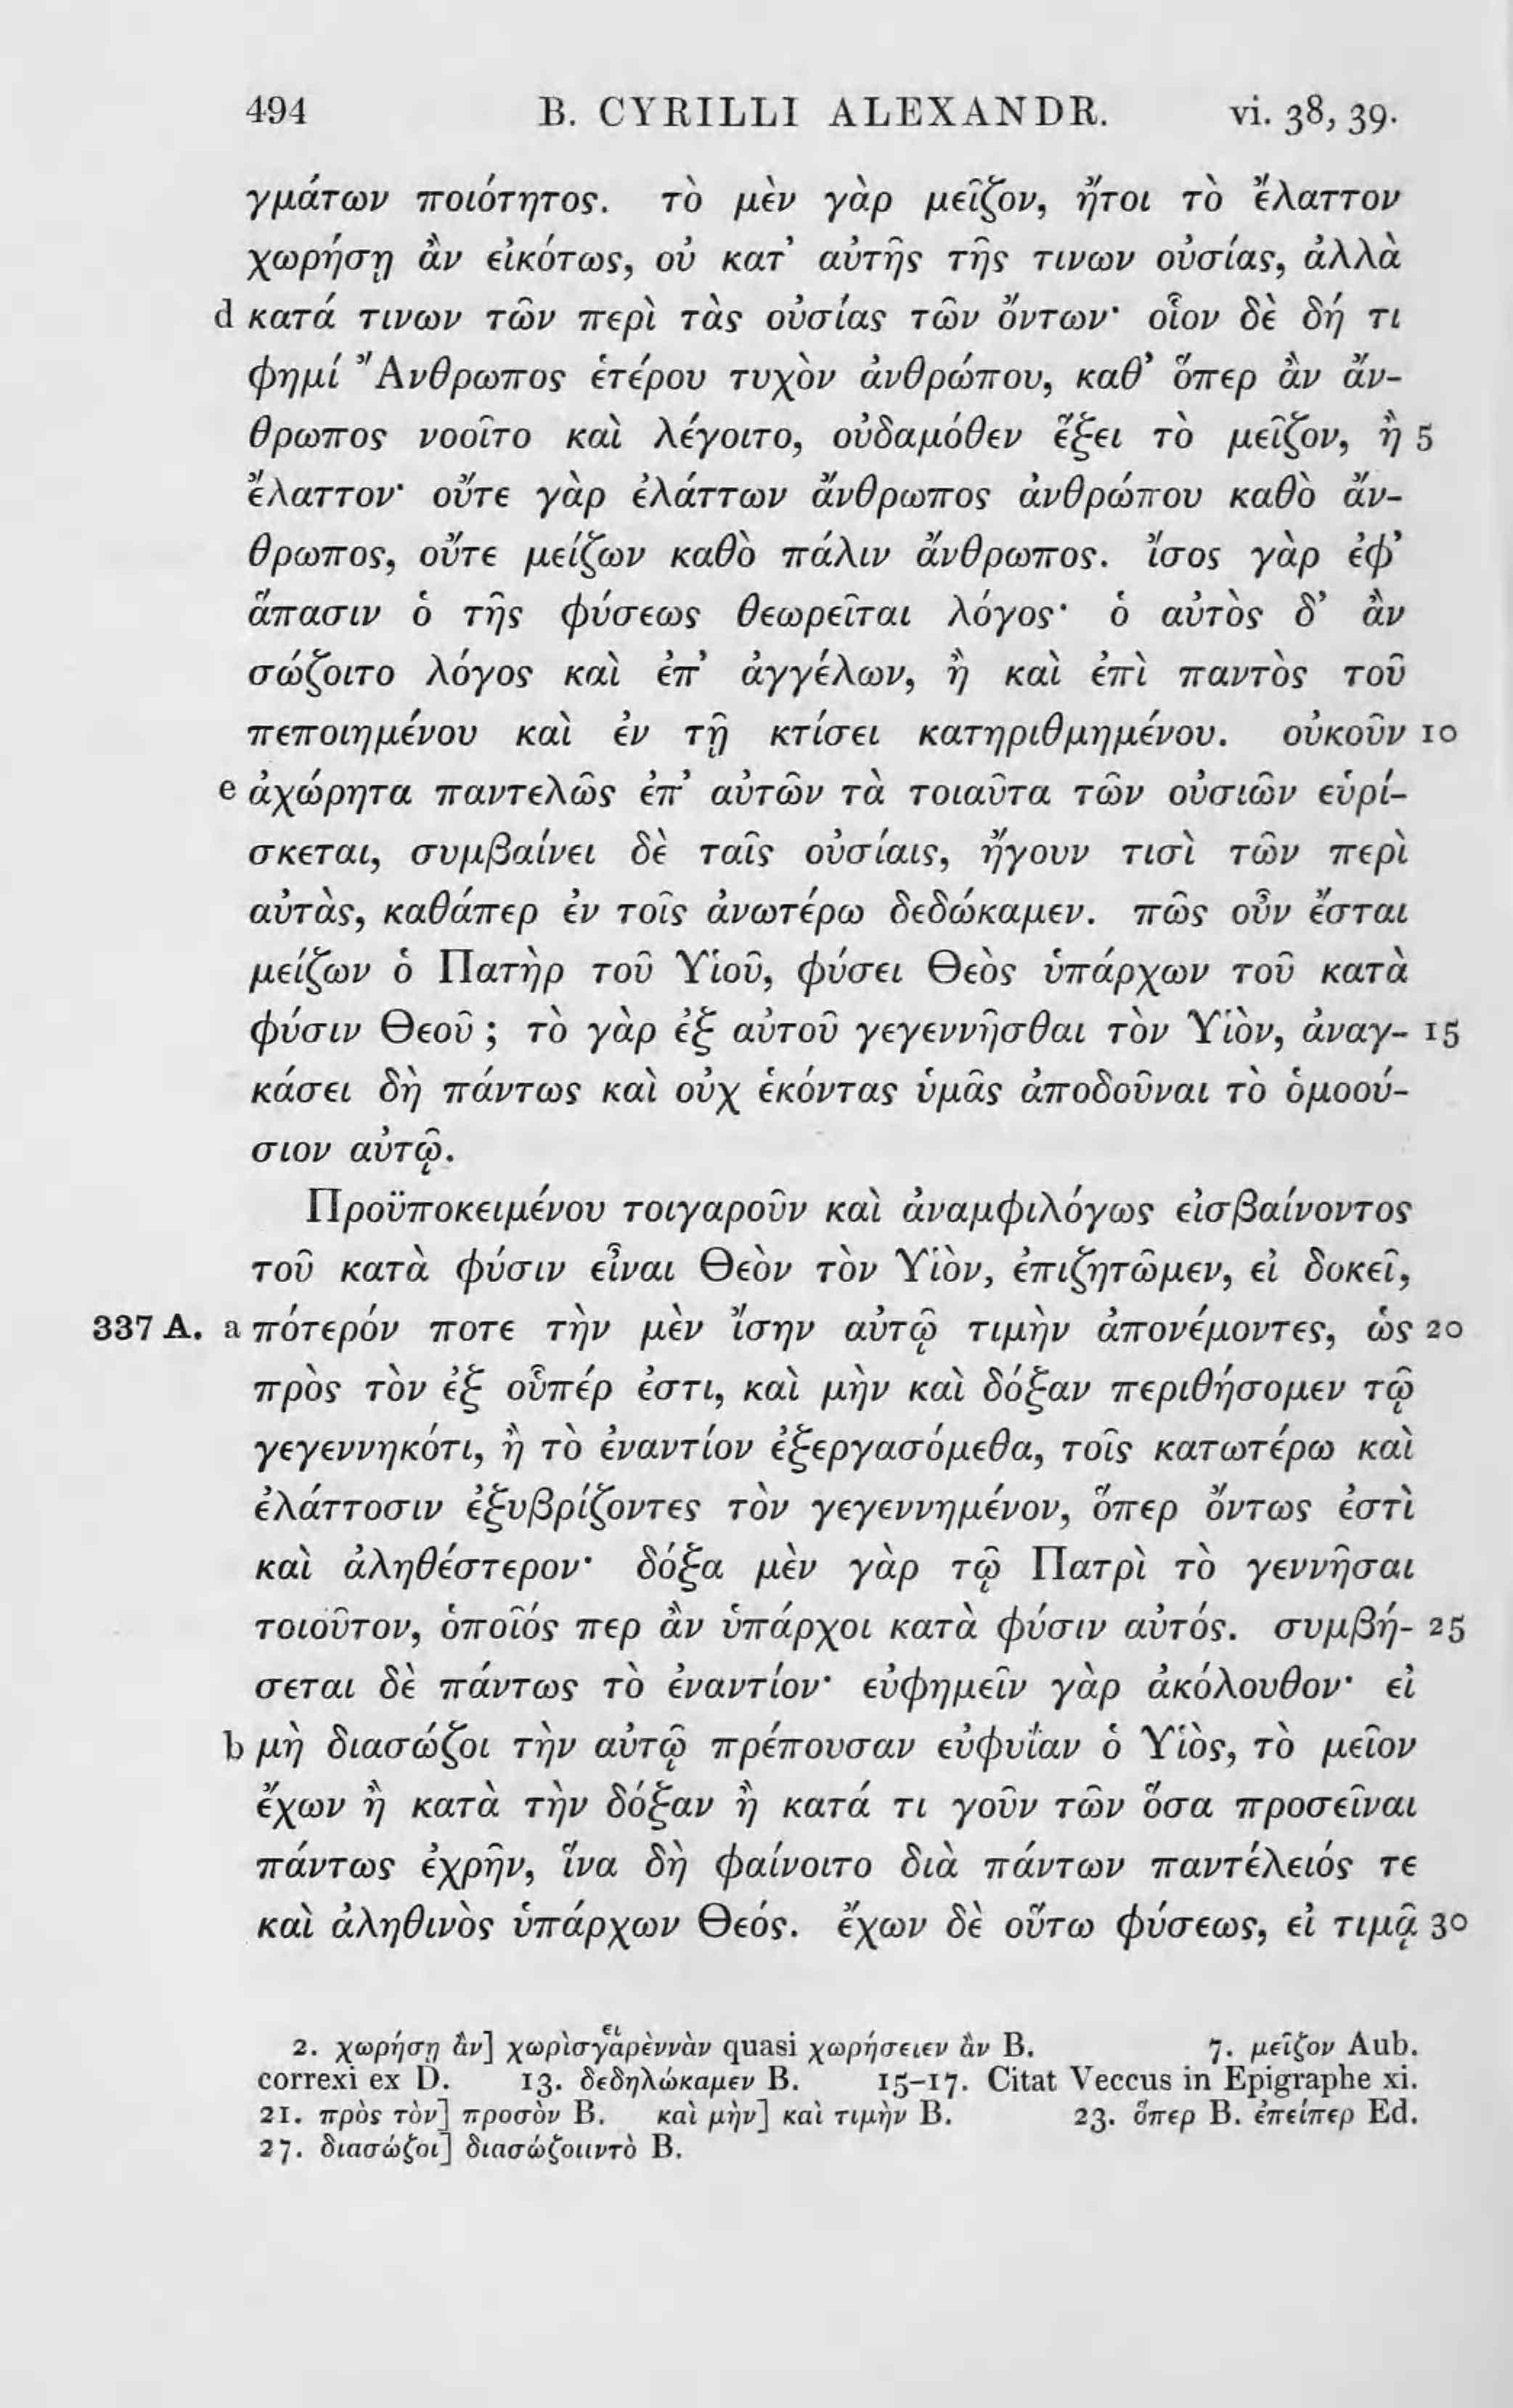 494 B. CYRILLI ALEXANDR. vi. 38, 39.
γμάτων ποιότητος. τὸ μὲν γὰρ μεῖζον, ἤτοι τὸ ἔλαττον
χωρήσῃ ἂν εἰκότως, οὐ κατ’ αὐτῆς τῆς τινων οὐσίας, ἀλλὰ
d κατά τινων τῶν περὶ τὰς οὐσίας τῶν ὄντων· οἷον δὲ δή τι
φημί Ἄνθρωπος ἑτέρου τυχὸν ἀνθρώπου, καθ’ ὅπερ ἂν ἄν-
θρωπος νοοῖτο καὶ λέγοιτο, οὐδαμόθεν ἕξει τὸ μεῖζον, ἢ 5
ἔλαττον· οὔτε γὰρ ἐλάττων ἄνθρωπος ἀνθρώπου καθὸ ἄν-
θρωπος, οὔτε μείζων καθὸ πάλιν ἄνθρωπος. ἴσος γὰρ ἐφ’
ἅπασιν ὁ τῆς φύσεως θεωρεῖται λόγος· ὁ αὐτὸς δ’ ἂν
σώζοιτο λόγος καὶ ἐπ’ ἀγγέλων, ἢ καὶ ἐπὶ παντὸς τοῦ
πεποιημένου καὶ ἐν τῇ κτίσει κατηριθμημένου. οὐκοῦν 10
e ἀχώρητα παντελῶς ἐπ’ αὐτῶν τὰ τοιαῦτα τῶν οὐσιῶν εὑρί-
σκεται, συμβαίνει δὲ ταῖς οὐσίαις, ἤγουν τισὶ τῶν περὶ
αὐτὰς, καθάπερ ἐν τοῖς ἀνωτέρω δεδώκαμεν. πῶς οὖν ἔσται
μείζων ὁ Πατὴρ τοῦ Υἱοῦ, φύσει Θεὸς ὑπάρχων τοῦ κατὰ
φύσιν Θεοῦ ; τὸ γὰρ ἐξ αὐτοῦ γεγεννῆσθαι τὸν Υἱὸν, ἀναγ- 15
κάσει δὴ πάντως καὶ οὐχ ἑκόντας ὑμᾶς ἀποδοῦναι τὸ ὁμοού-
σιον αὐτῷ.
Προϋποκειμένου τοιγαροῦν καὶ ἀναμφιλόγως εἰσβαίνοντος
τοῦ κατὰ φύσιν εἶναι Θεὸν τὸν Υἱὸν, ἐπιζητῶμεν, εἰ δοκεῖ,
337 A. a πότερόν ποτε τὴν μὲν ἴσην αὐτῷ τιμὴν ἀπονέμοντες, ὡς 20
πρὸς τὸν ἐξ οὗπέρ ἐστι, καὶ μὴν καὶ δόξαν περιθήσομεν τῷ
γεγεννηκότι, ἢ τὸ ἐναντίον ἐξεργασόμεθα, τοῖς κατωτέρω καὶ
ἐλάττοσιν ἐξυβρίζοντες τὸν γεγεννημένον, ὅπερ ὄντως ἐστὶ
καὶ ἀληθέστερον· δόξα μὲν γὰρ τῷ Πατρὶ τὸ γεννῆσαι
τοιοῦτον, ὁποῖός περ ἂν ὑπάρχοι κατὰ φύσιν αὐτός. συμβή- 25
σεται δὲ πάντως τὸ ἐναντίον· εὐφημεῖν γὰρ ἀκόλουθον· εἰ
b μὴ διασώζοι τὴν αὐτῷ πρέπουσαν εὐφυΐαν ὁ Υἱὸς, τὸ μεῖον
ἔχων ἢ κατὰ τὴν δόξαν ἢ κατά τι γοῦν τῶν ὅσα προσεῖναι
πάντως ἐχρῆν, ἵνα δὴ φαίνοιτο διὰ πάντων παντέλειός τε
καὶ ἀληθινὸς ὑπάρχων Θεός. ἔχων δὲ οὕτω φύσεως, εἰ τιμᾷ 30
2. χωρήσῃ ἂν] χωρὶσγαρὲννὰν quasi χωρήσειεν ἂν B. 7. μεῖζον Aub.
correxi ex D. 13. δεδηλώκαμεν B. 15-17. Citat Veccus in Epigraphe xi.
21. πρὸς τὸν] προσὸν B. καὶ μὴν] καὶ τιμὴν B. 23. ὅπερ B. ἐπείπερ Ed.
27. διασώζοι] διασώζοιιντὸ B.